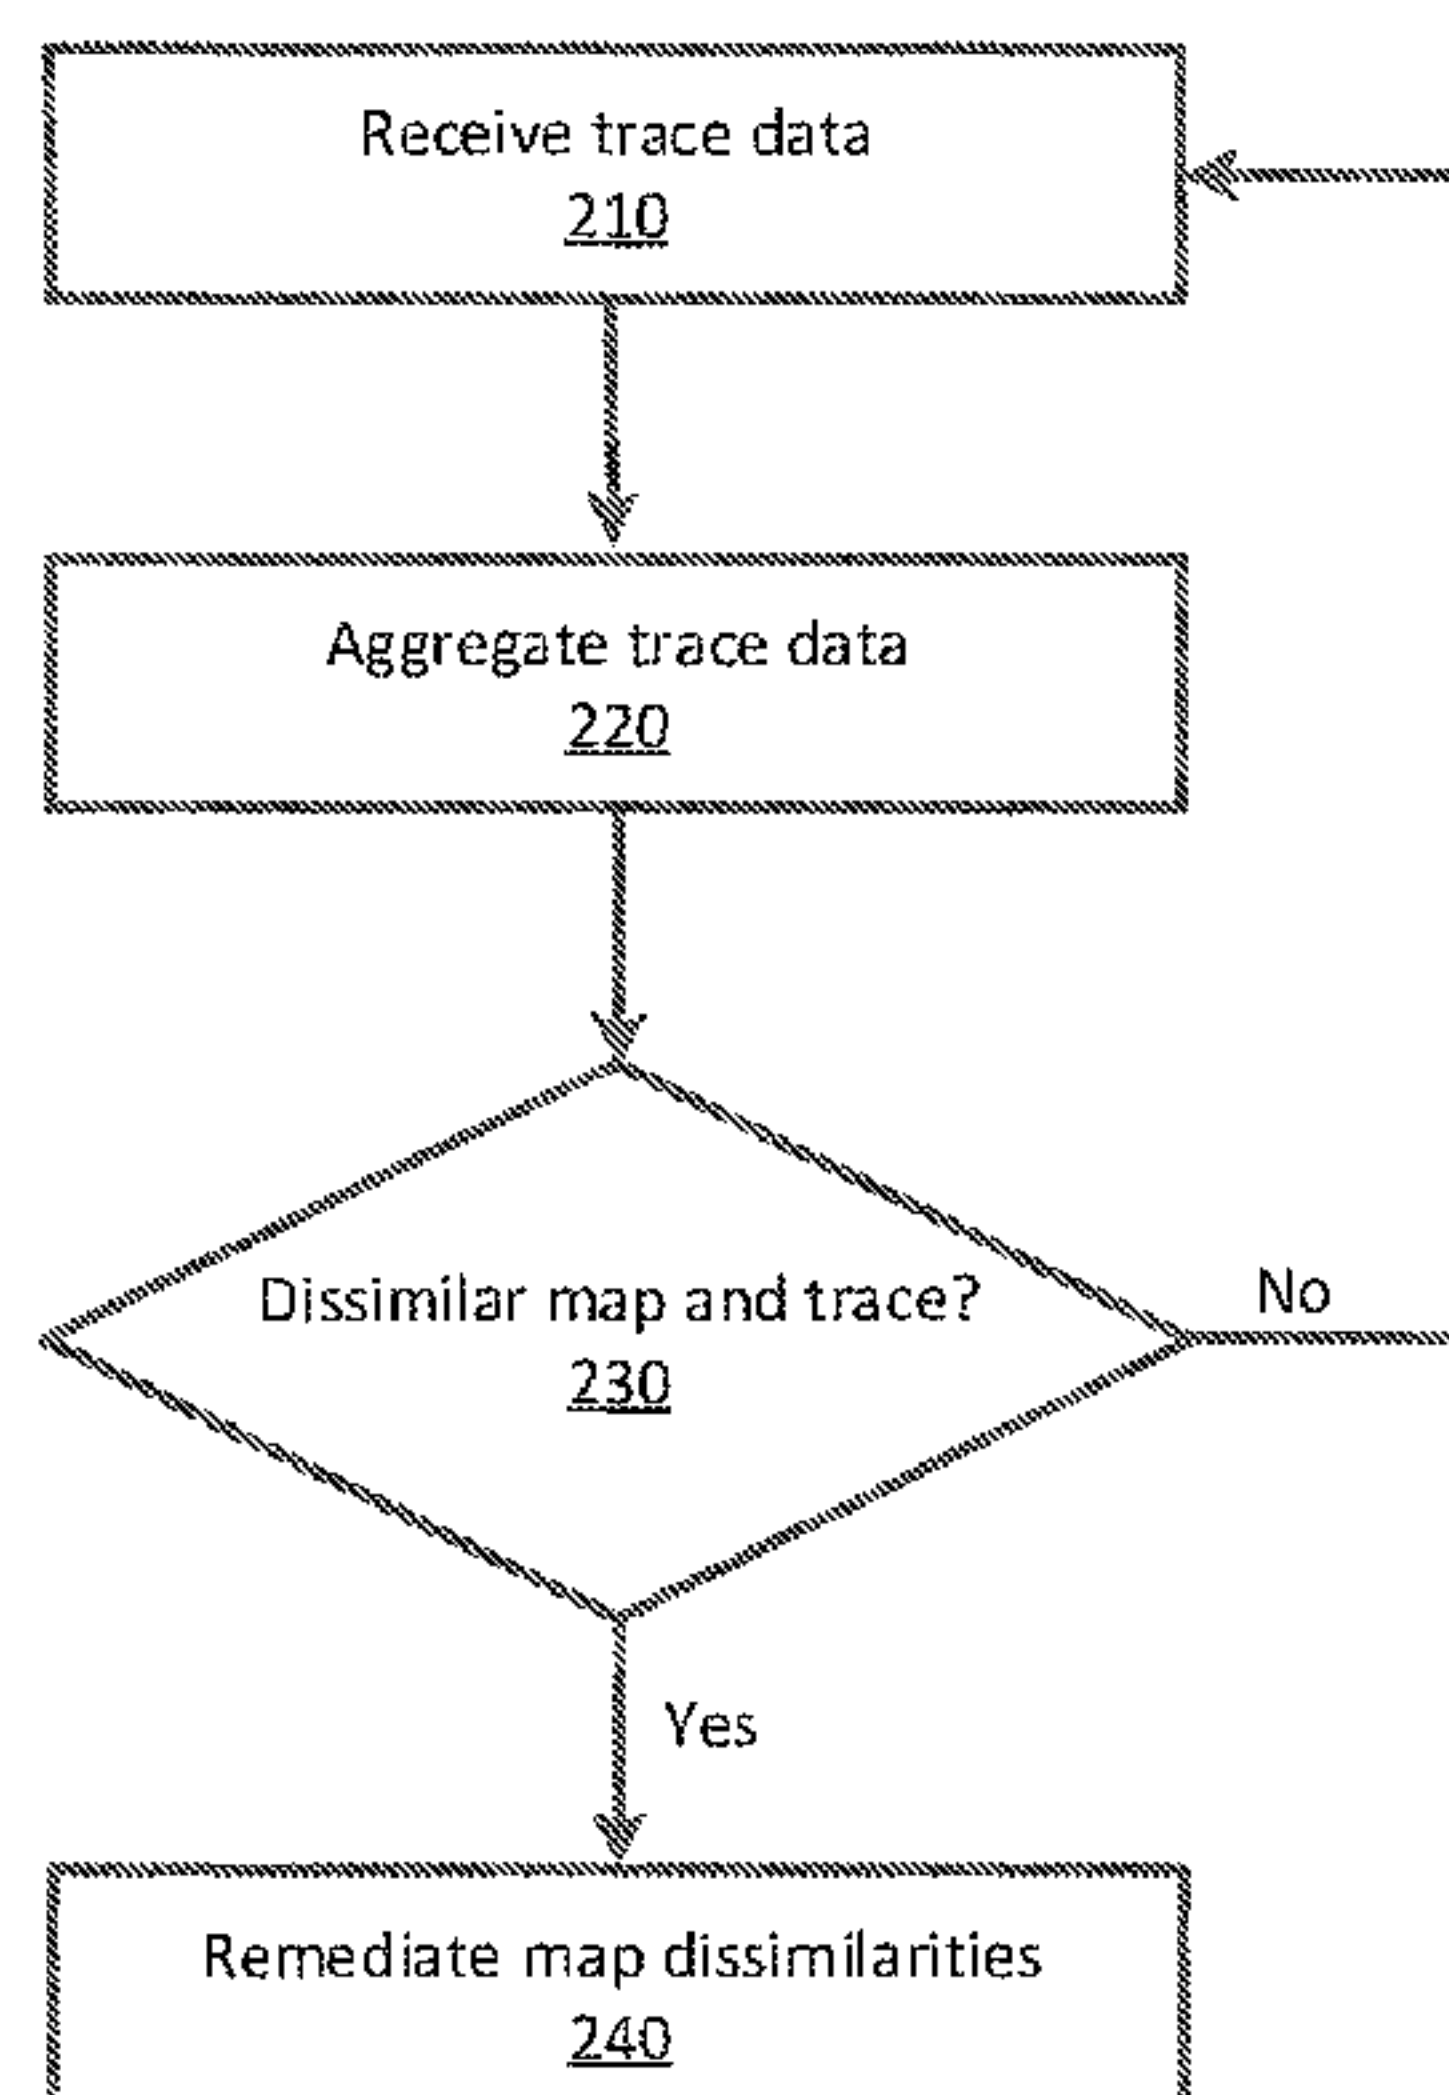 Receive trace data
210
Aggregate trace data
220
Dissimilar map and trace?
230
No
Yes
Remediate map dissimilarities
240